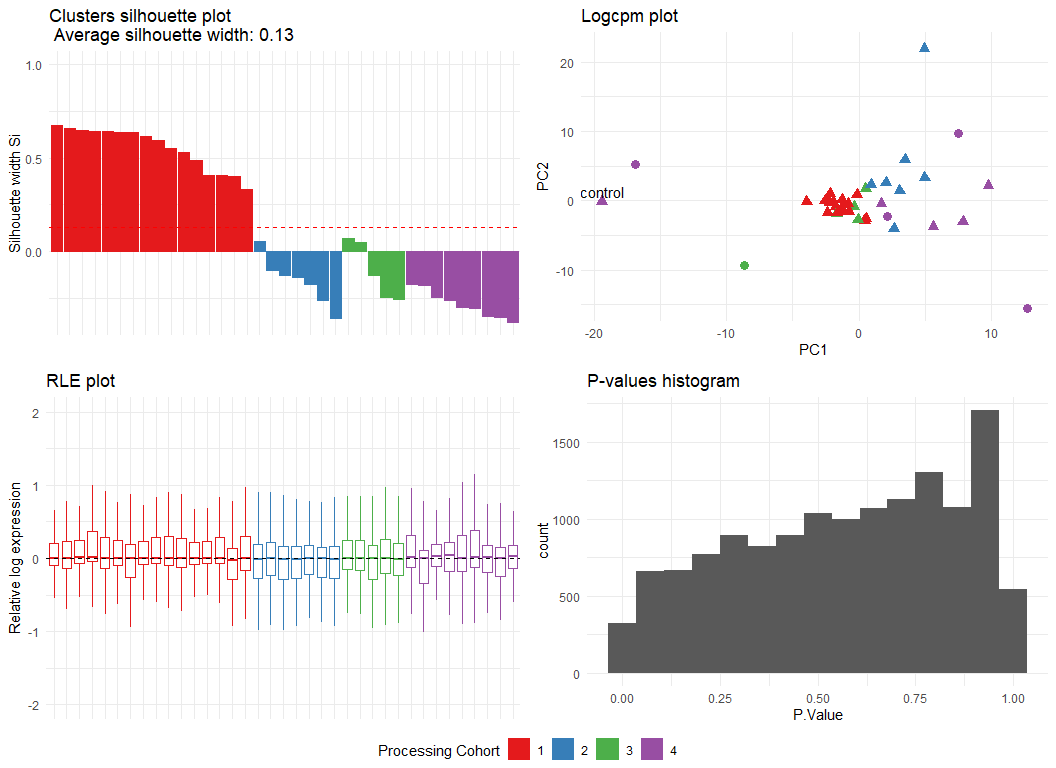 Clusters silhouette plot
Average silhouette width: 0.13
Silhouette width Si
1.0
0.5
0.0
Logcpm plot
PC2
20
10
0
-10
control
-20
-10
0
10
PC1
RLE plot
Relative log expression
2
1
0
-1
-2
P-values histogram
count
1500
1000
500
0
0.00
0.25
0.50
0.75
1.00
P.Value
Processing Cohort
1
2
3
4